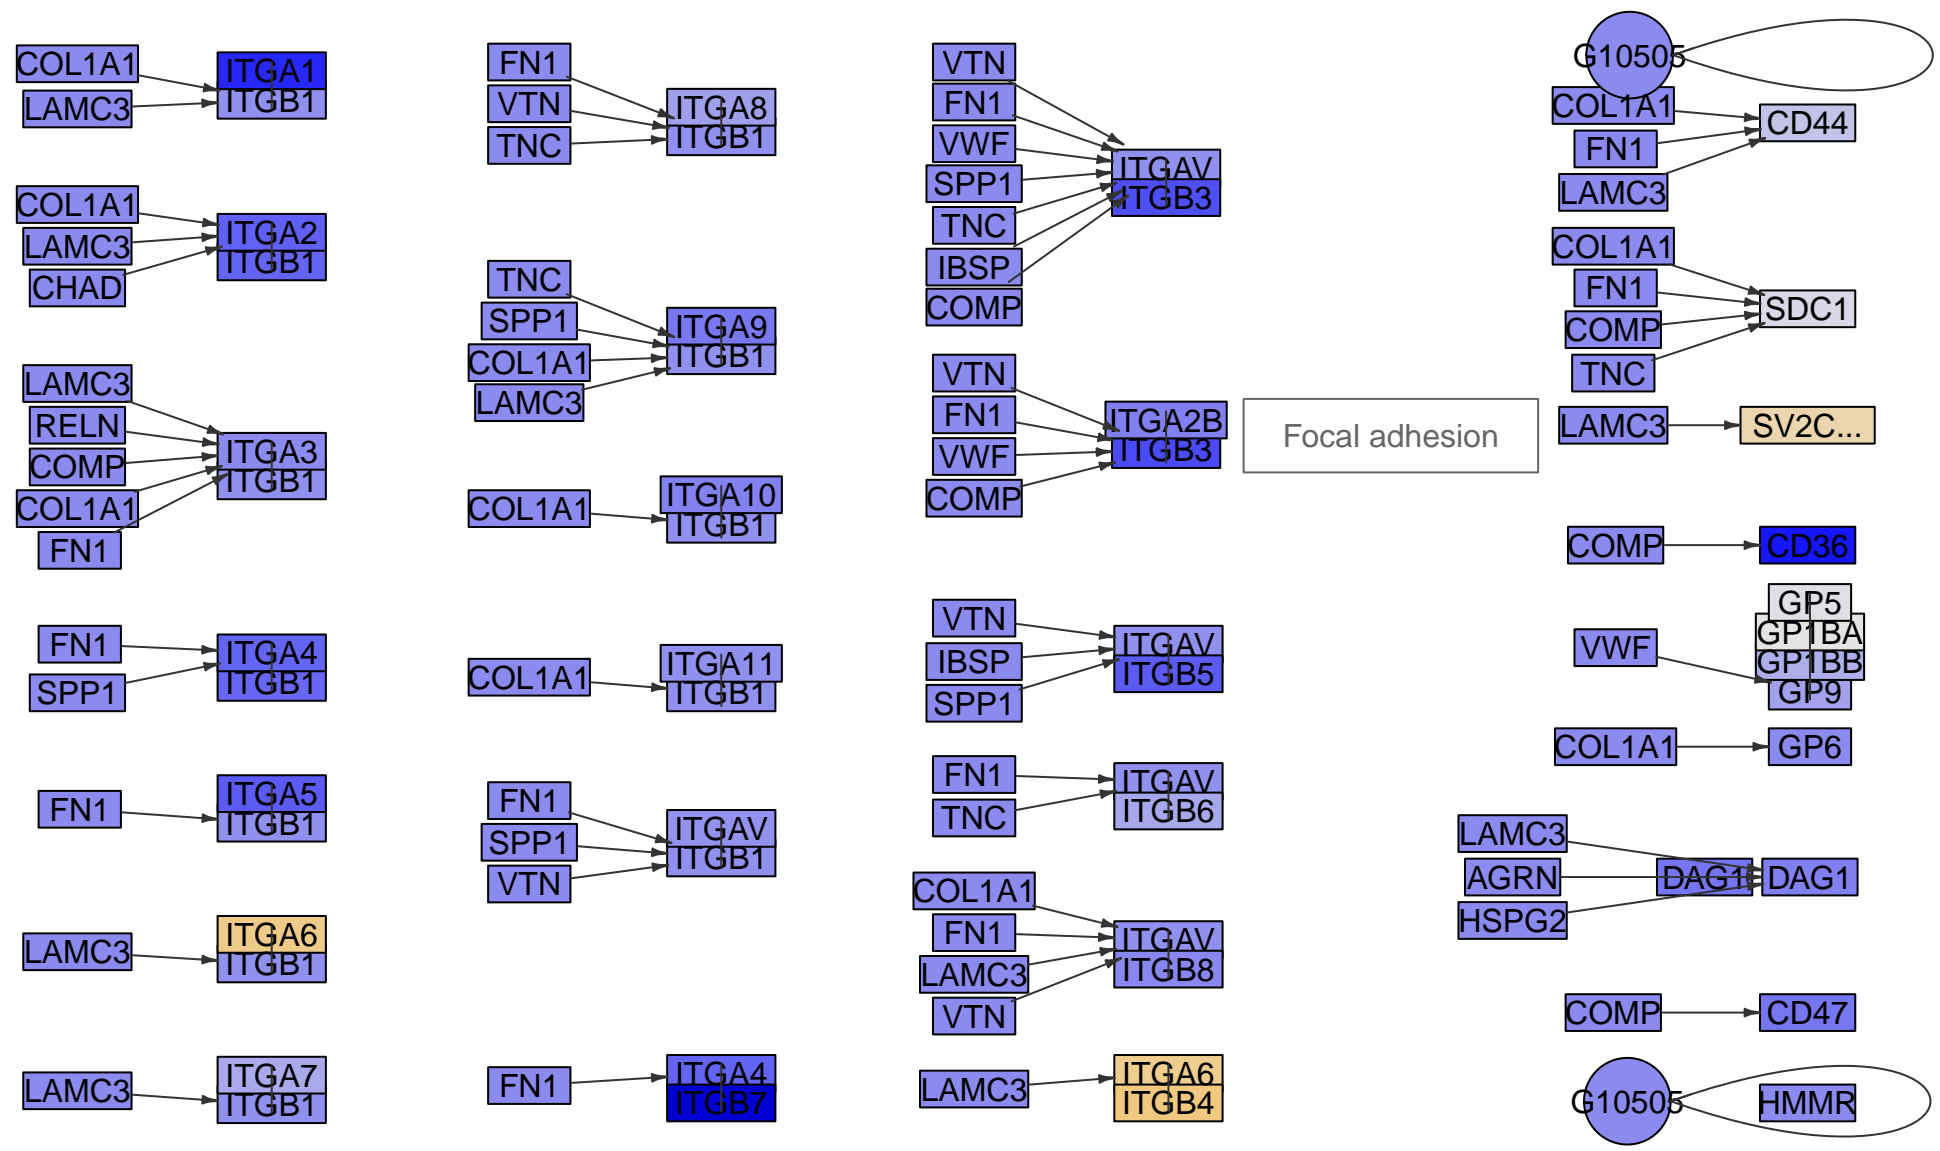 COL1A1
LAMC3
ITGA1
ITGB1
COL1A1
LAMC3
CHAD
ITGA2
ITGB1
LAMC3
RELN
COMP
COL1A1
FN1
ITGA3
ITGB1
FN1
SPP1
ITGA4
ITGB1
FN1
ITGA5
ITGB1
LAMC3
ITGA6
ITGB1
LAMC3
ITGA7
ITGB1
FN1
VTN
TNC
ITGA8
ITGB1
TNC
SPP1
COL1A1
LAMC3
ITGA9
ITGB1
COL1A1
ITGA10
ITGB1
COL1A1
ITGA11
ITGB1
FN1
SPP1
VTN
ITGAV
ITGB1
FN1
ITGA4
ITGB7
VTN
FN1
VWF
SPP1
TNC
IBSP
COMP
ITGAV
ITGB3
VTN
FN1
VWF
COMP
ITGA2B
ITGB3
Focal adhesion
VTN
IBSP
SPP1
ITGAV
ITGB5
FN1
TNC
ITGAV
ITGB6
COL1A1
FN1
LAMC3
VTN
ITGAV
ITGB8
LAMC3
ITGA6
ITGB4
G10505
COL1A1
FN1
LAMC3
CD44
COL1A1
FN1
COMP
TNC
SDC1
LAMC3
SV2C...
COMP
CD36
VWF
GP5
GP1BA
GP1BB
GP9
COL1A1
GP6
LAMC3
AGRN
HSPG2
DAG1
DAG1
COMP
CD47
G10505
HMMR